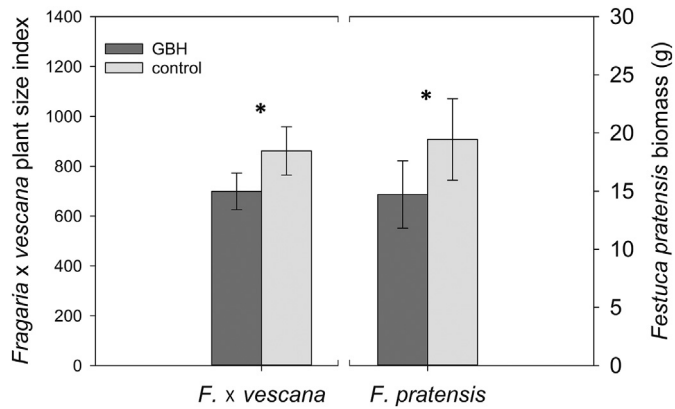 1400
1200
1000
800
600
400
200
0
Fragaria x vescana plant size index
GBH
control
*
*
30
25
20
15
10
5
0
Festuca pratensis biomass (g)
F. x vescana
F. pratensis